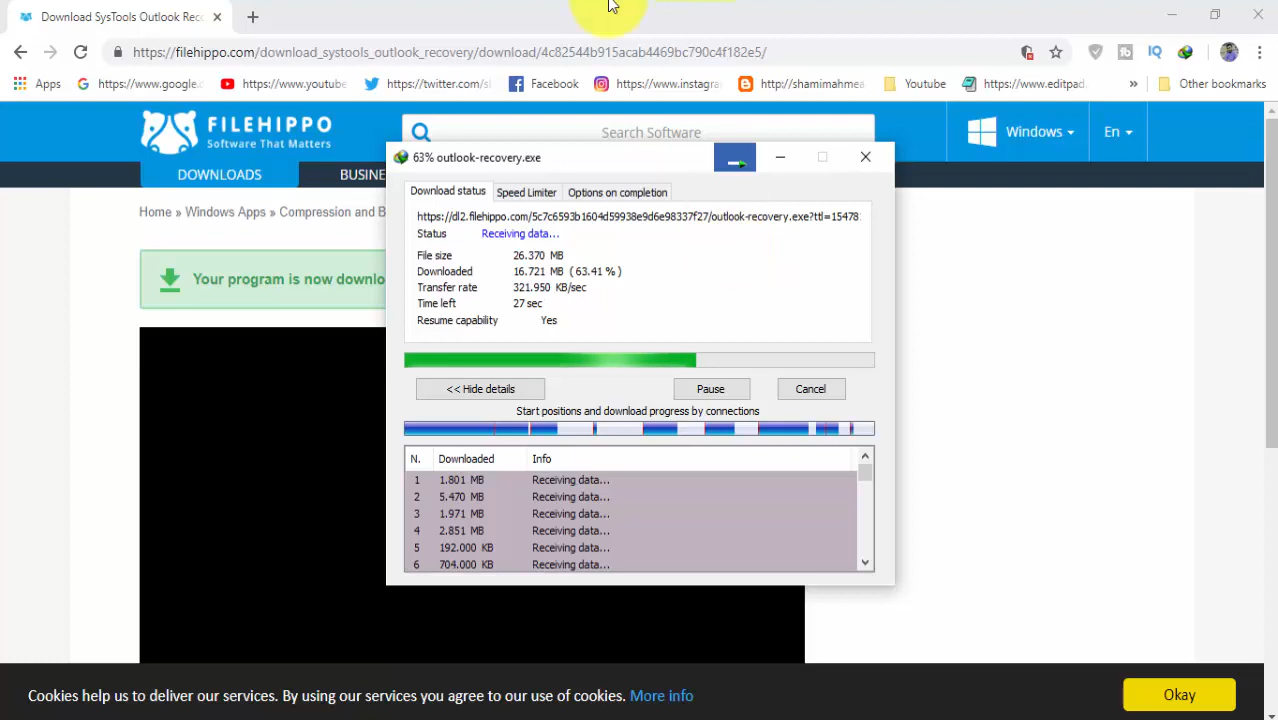 Download SysTools Outlook Rec
https://filehippo.com/download_systools_outlook_recovery/download/4c82544b915acab4469bc790c4f182e5/
Apps
https://www.google.c
https://www.youtube
https://twitter.com/sl
Facebook
https://www.instagra
http://shamimahmea
Youtube
https://www.editpad.
Other bookmarks
FILEHIPPO
Software That Matters
Search Software
Windows
En
DOWNLOADS
BUSINE
Home » Windows Apps » Compression and B
Your program is now downlo
63% outlook-recovery.exe
Download status
Speed Limiter
Options on completion
https://dl2.filehippo.com/5c7c6593b1604d59938e9d6e98337f27/outlook-recovery.exe?ttl=15478
Status Receiving data...
File size 26.370 MB
Downloaded 16.721 MB ( 63.41 % )
Transfer rate 321.950 KB/sec
Time left 27 sec
Resume capability Yes
<< Hide details
Pause
Cancel
Start positions and download progress by connections
N. Downloaded Info
1 1.801 MB Receiving data...
2 5.470 MB Receiving data...
3 1.971 MB Receiving data...
4 2.851 MB Receiving data...
5 192.000 KB Receiving data...
6 704.000 KB Receiving data...
Cookies help us to deliver our services. By using our services you agree to our use of cookies. More info
Okay